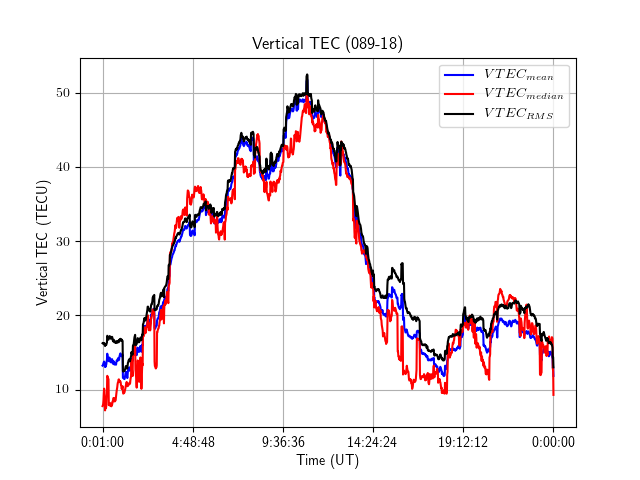 Vertical TEC (089-18)
VTEC_mean
VTEC_median
VTEC_RMS
50
40
30
20
10
Vertical TEC (TECU)
0:01:00 4:48:48 9:36:36 14:24:24 19:12:12 0:00:00
Time (UT)